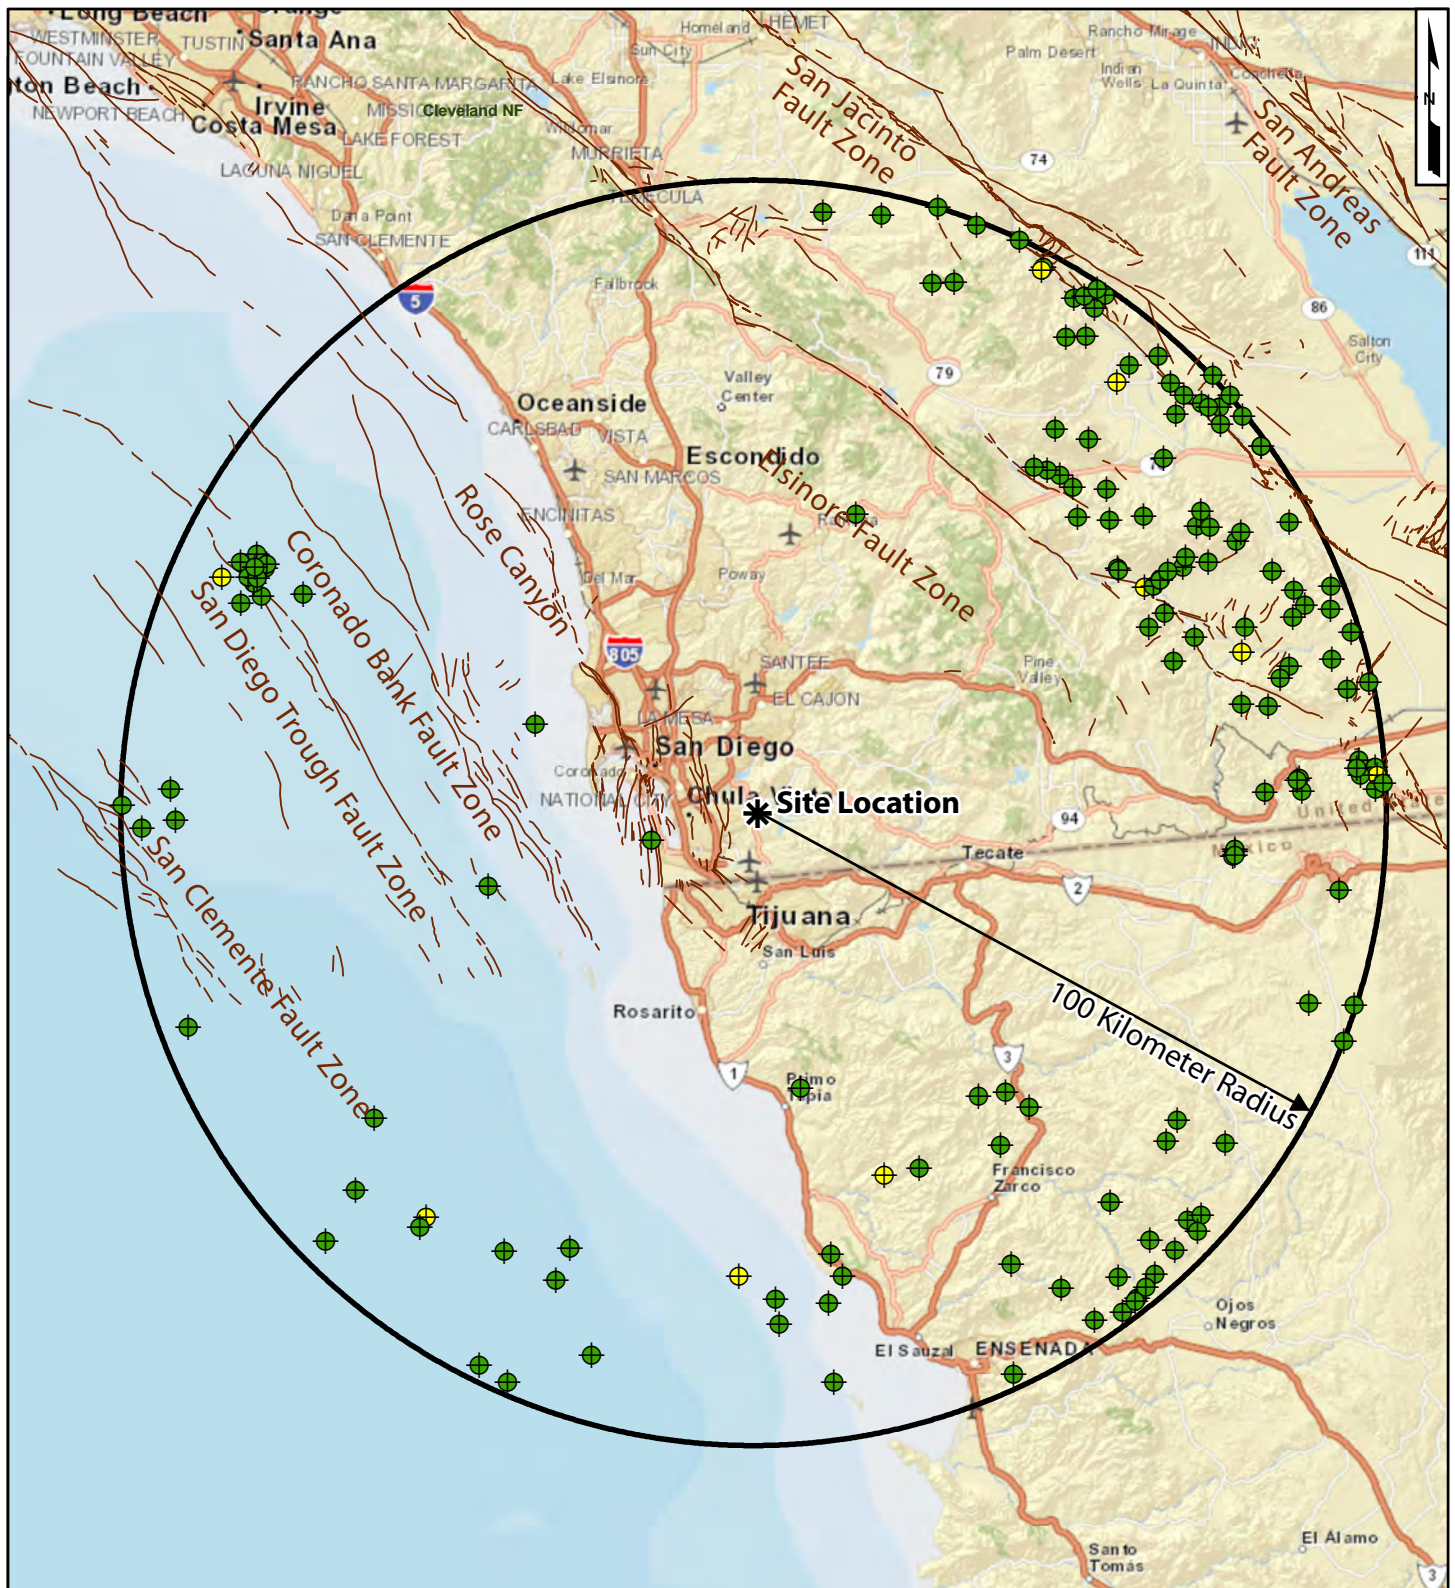 Long Beach
Orange
WESTMINSTER
TUSTIN
Santa Ana
FOUNTAIN VALLEY
ton Beach
NEWPORT BEACH
Irvine
Costa Mesa
RANCHO SANTA MARGARITA
Cleveland NF
LAKE FOREST
LAGUNA NIGUEL
Dana Point
SAN CLEMENTE
Homeland
HEMET
Sun City
Lake Elsinore
Wildomar
MURRIETA
TEMECULA
Rancho Mirage
INDIO
Palm Desert
Indian
Wells
La Quinta
Coachella
N
San Jacinto
Fault Zone
San Andreas
Fault Zone
74
111
86
Salton
City
5
Fallbrook
79
Valley
Center
Oceanside
CARLSBAD
VISTA
Escondido
SAN MARCOS
ENCINITAS
Elsinore Fault Zone
Rose Canyon
Coronado Bank Fault Zone
San Diego Trough Fault Zone
San Clemente Fault Zone
Del Mar
Poway
805
SANTEE
EL CAJON
LA MESA
Pine
Valley
San Diego
Coronado
NATIONAL CITY
Chula Vista
Site Location
94
United States
Mexico
Tecate
2
Tijuana
San Luis
Rosarito
100 Kilometer Radius
3
1
Primo
Tapia
Francisco
Zarco
Ojos
Negros
El Sauzal
ENSENADA
El Alamo
Santo
Tomás
3